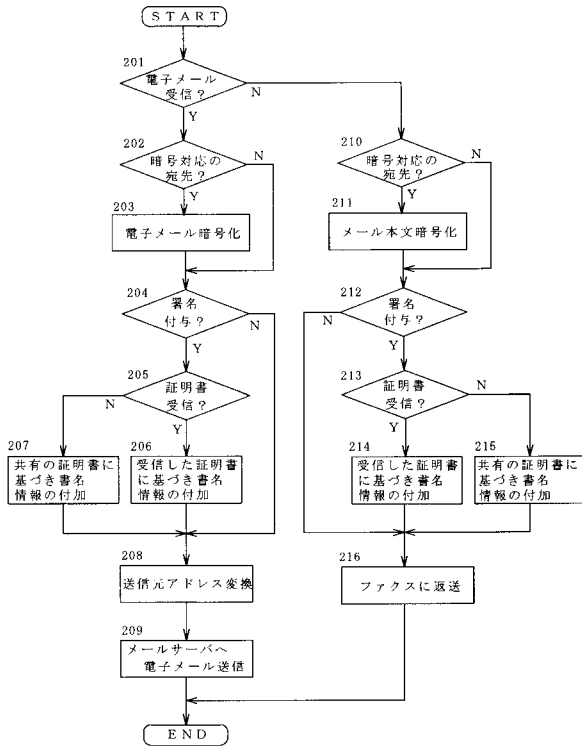 START
201
電子メール
受信？
N
Y
202
暗号対応の
宛先？
N
Y
203
電子メール暗号化
204
署名
付与？
N
Y
205
証明書
受信？
N
Y
207
共有の証明書に
基づき書名
情報の付加
206
受信した証明書
に基づき書名
情報の付加
208
送信元アドレス変換
209
メールサーバへ
電子メール送信
210
暗号対応の
宛先？
N
Y
211
メール本文暗号化
212
署名
付与？
N
Y
213
証明書
受信？
N
Y
214
受信した証明書
に基づき書名
情報の付加
215
共有の証明書に
基づき書名
情報の付加
216
ファクスに返送
END